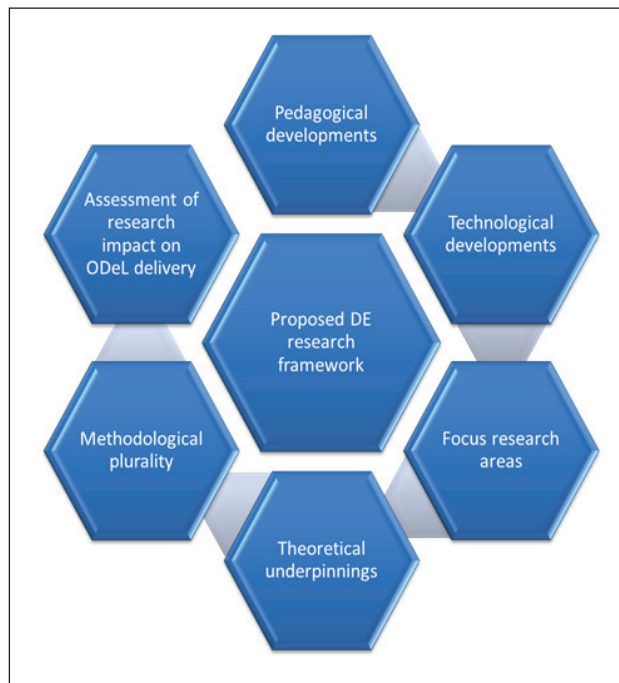 Pedagogical
developments
Technological
developments
Focus research
areas
Theoretical
underpinnings
Methodological
plurality
Assessment of
research
impact on
ODeL delivery
Proposed DE
research
framework